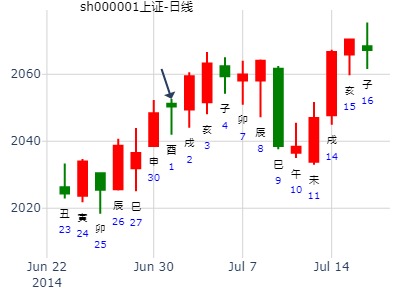 sh000001上证-日线
2060
2040
2020
丑
23
寅
24
卯
25
辰
26
巳
27
申
30
酉
1
戌
2
亥
3
子
4
卯
7
辰
8
巳
9
午
10
未
11
戌
14
亥
15
子
16
Jun 22
2014
Jun 30
Jul 7
Jul 14